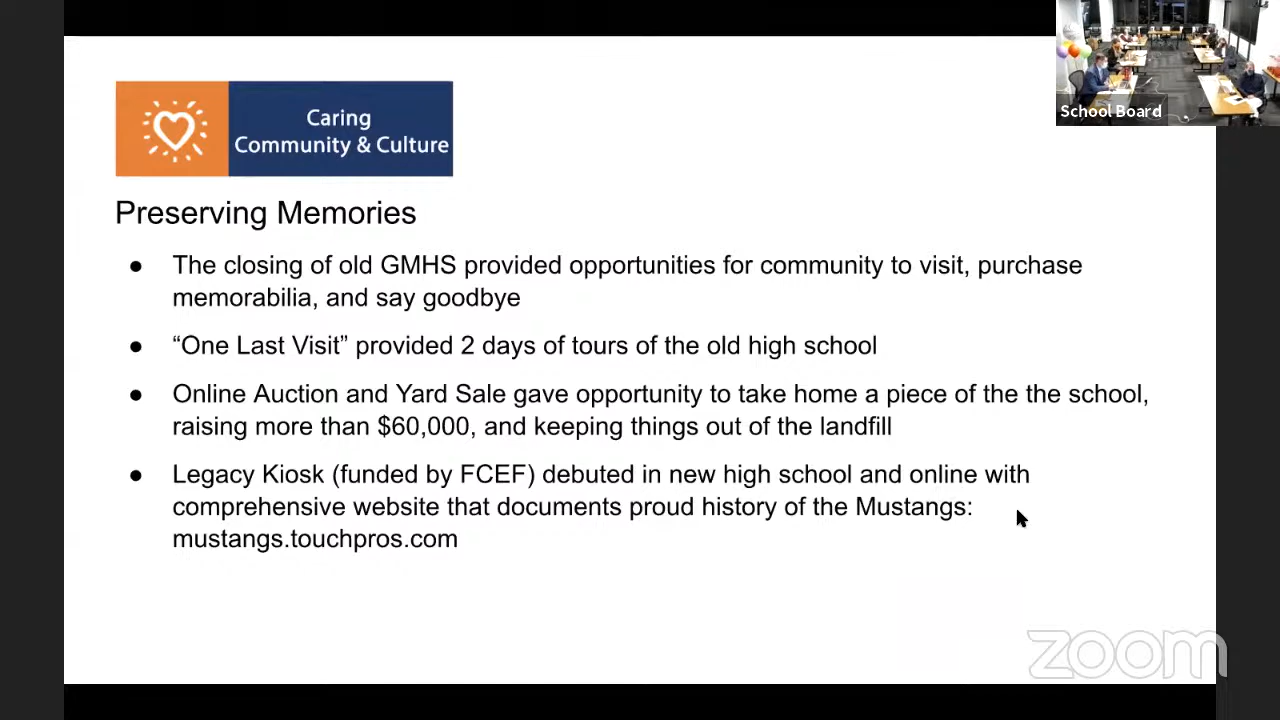 School Board
Caring
Community & Culture
Preserving Memories
● The closing of old GMHS provided opportunities for community to visit, purchase
memorabilia, and say goodbye
● “One Last Visit” provided 2 days of tours of the old high school
● Online Auction and Yard Sale gave opportunity to take home a piece of the the school,
raising more than $60,000, and keeping things out of the landfill
● Legacy Kiosk (funded by FCEF) debuted in new high school and online with
comprehensive website that documents proud history of the Mustangs:
mustangs.touchpros.com
zoom